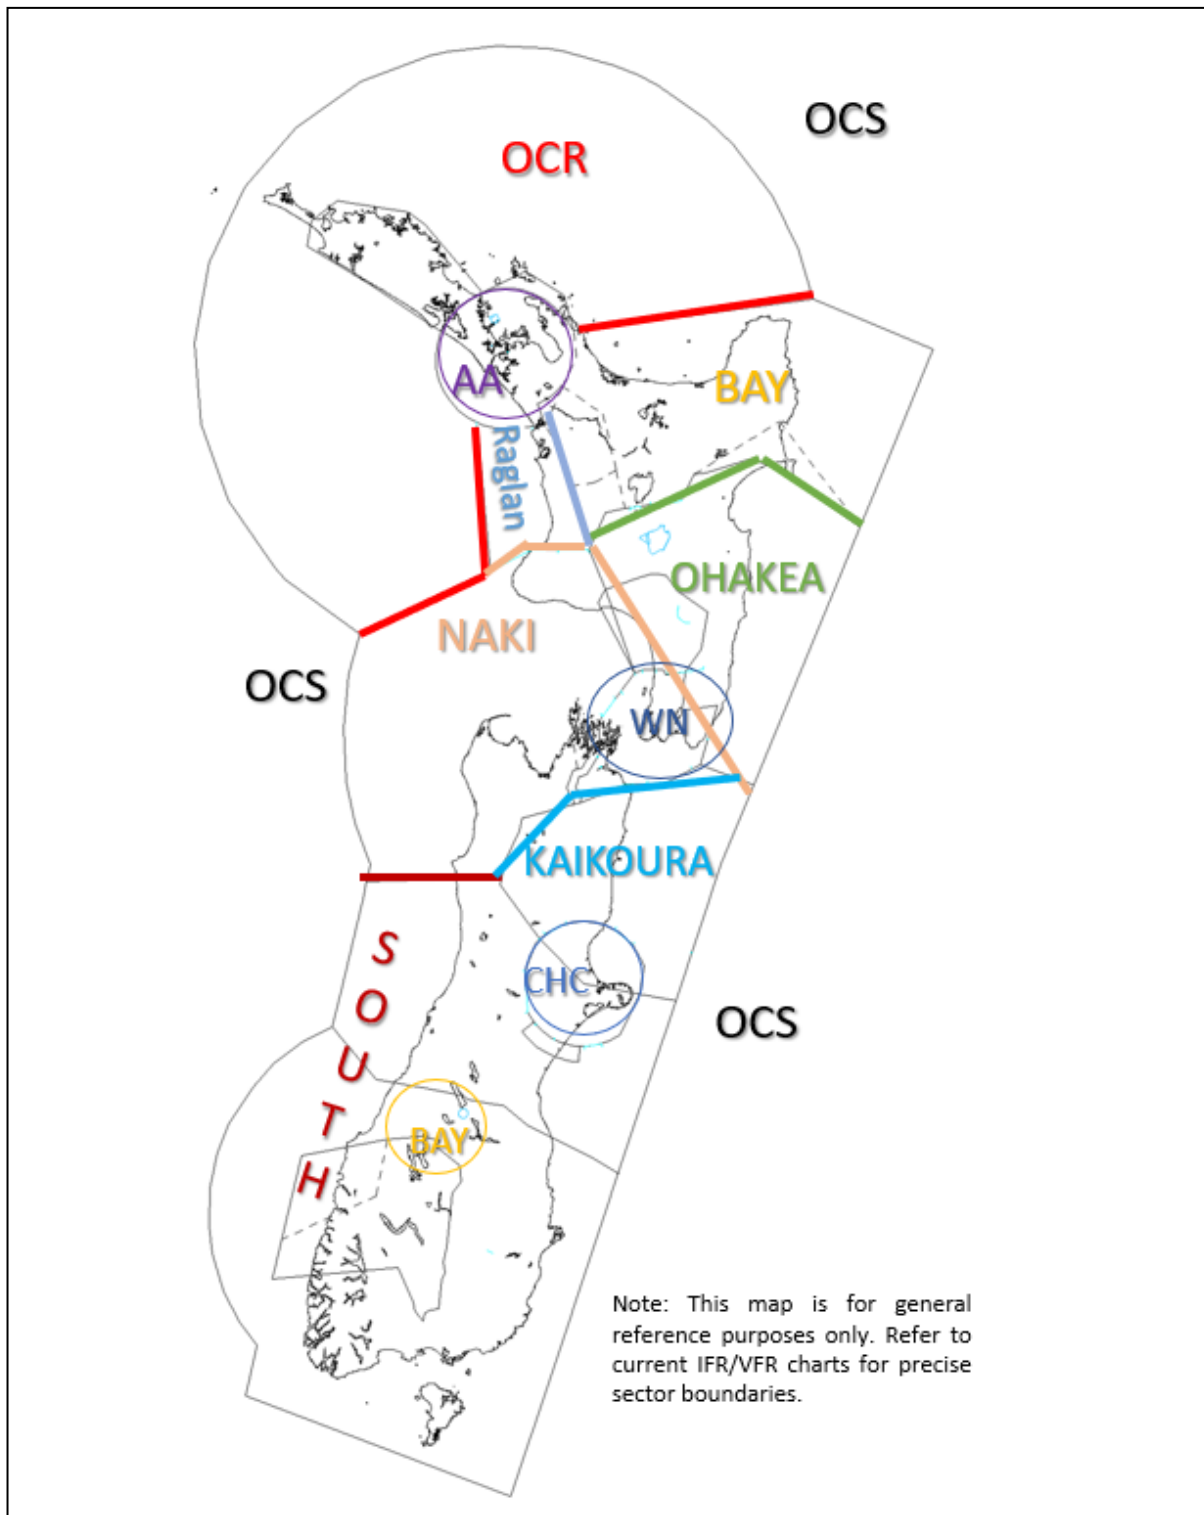 OCS
OCR
AA
BAY
Raglan
OHAKEA
NAKI
OCS
WN
KAIKOURA
SOUTH
CHC
OCS
BAY
Note: This map is for general
reference purposes only. Refer to
current IFR/VFR charts for precise
sector boundaries.